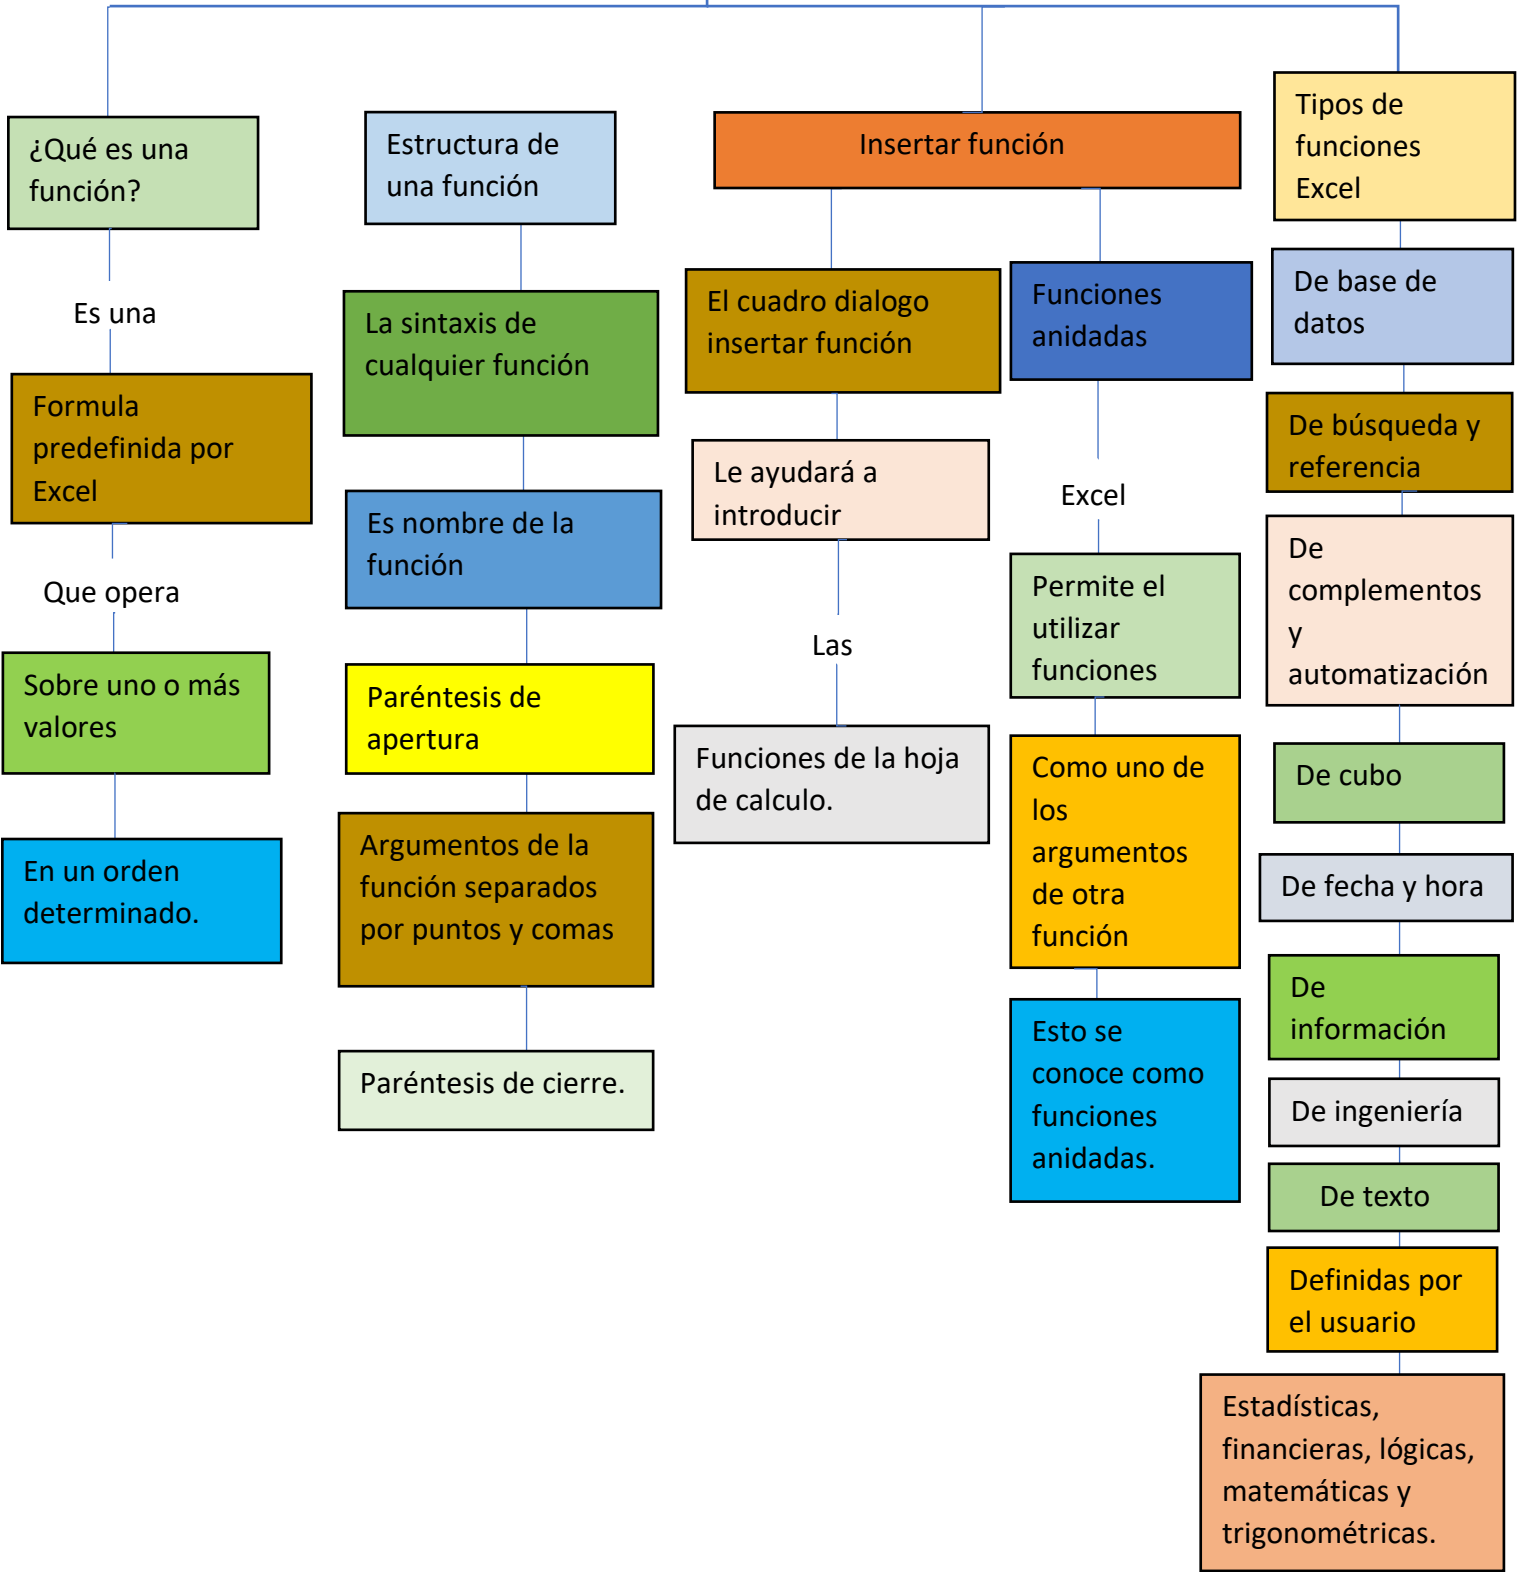 ¿Qué es una
función?
Es una
Formula
predefinida por
Excel
Que opera
Sobre uno o más
valores
En un orden
determinado.
Estructura de
una función
La sintaxis de
cualquier función
Es nombre de la
función
Paréntesis de
apertura
Argumentos de la
función separados
por puntos y comas
Paréntesis de cierre.
Insertar función
El cuadro dialogo
insertar función
Le ayudará a
introducir
Las
Funciones de la hoja
de calculo.
Funciones
anidadas
Excel
Permite el
utilizar
funciones
Como uno de
los
argumentos
de otra
función
Esto se
conoce como
funciones
anidadas.
Tipos de
funciones
Excel
De base de
datos
De búsqueda y
referencia
De
complementos
y
automatización
De cubo
De fecha y hora
De
información
De ingeniería
De texto
Definidas por
el usuario
Estadísticas,
financieras, lógicas,
matemáticas y
trigonométricas.